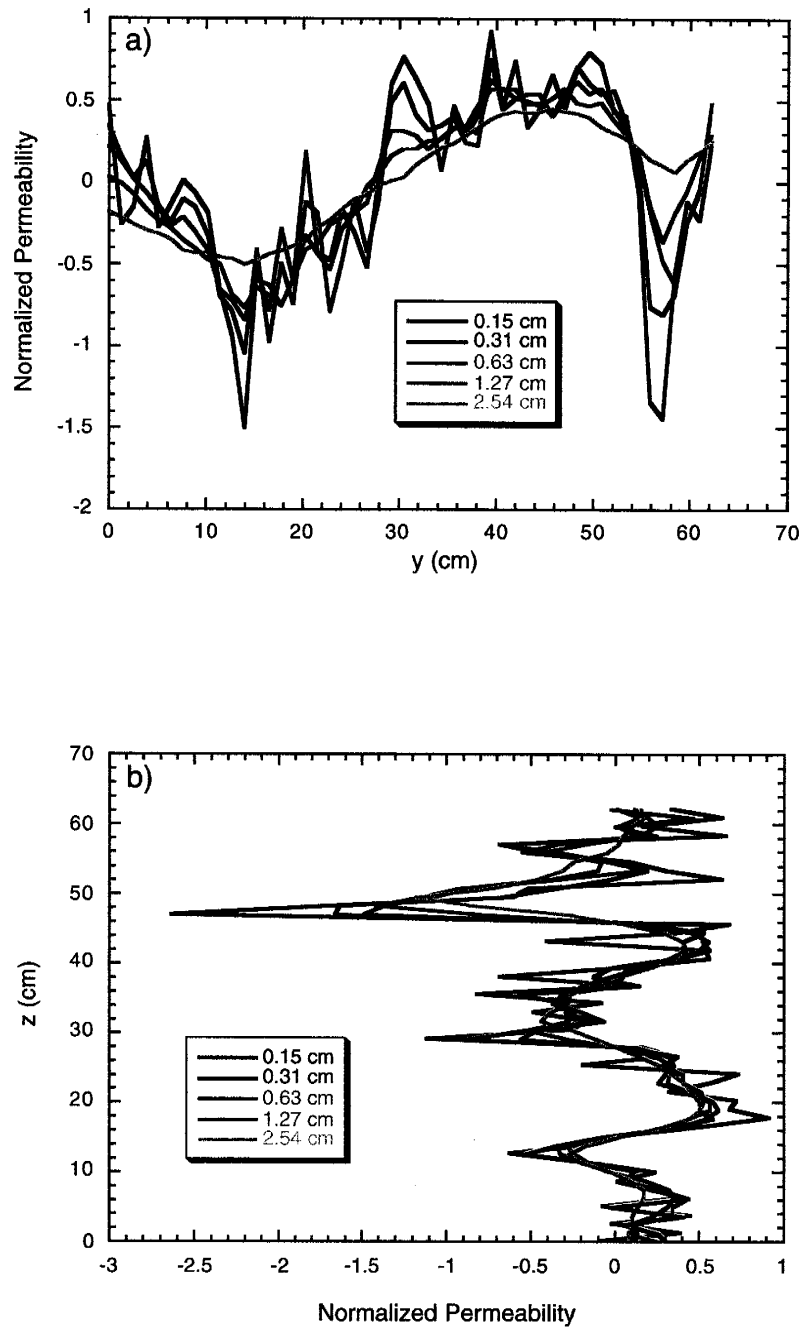 a)
1
0.5
0
-0.5
-1
-1.5
-2
Normalized Permeability
0.15 cm
0.31 cm
0.63 cm
1.27 cm
2.54 cm
0 10 20 30 40 50 60 70
y (cm)
b)
70
60
50
40
30
20
10
0
z (cm)
0.15 cm
0.31 cm
0.63 cm
1.27 cm
2.54 cm
-3 -2.5 -2 -1.5 -1 -0.5 0 0.5 1
Normalized Permeability